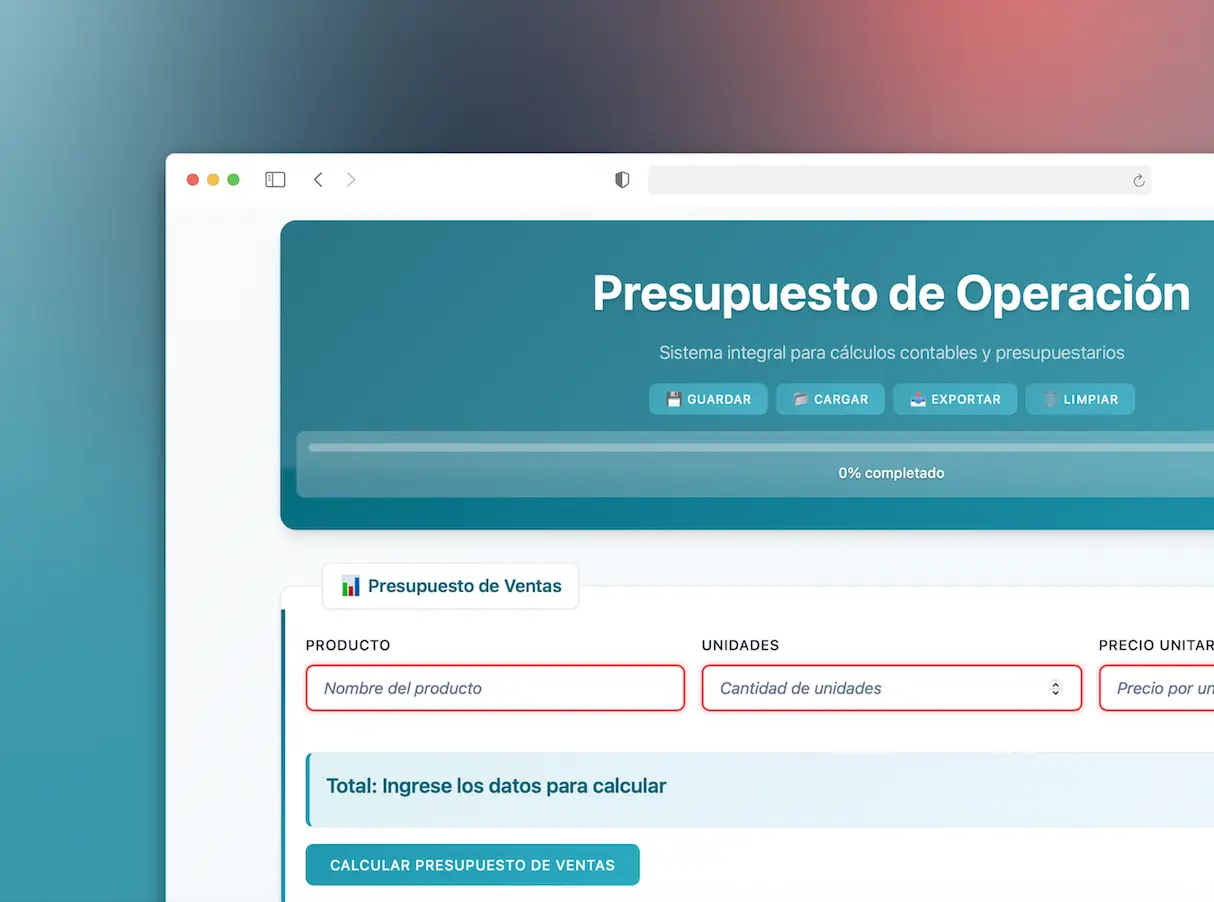 Presupuesto de Operación
Sistema integral para cálculos contables y presupuestarios
GUARDAR CARGAR EXPORTAR LIMPIAR
0% completado
Presupuesto de Ventas
PRODUCTO UNIDADES PRECIO UNITAR
Nombre del producto Cantidad de unidades Precio por un
Total: Ingrese los datos para calcular
CALCULAR PRESUPUESTO DE VENTAS